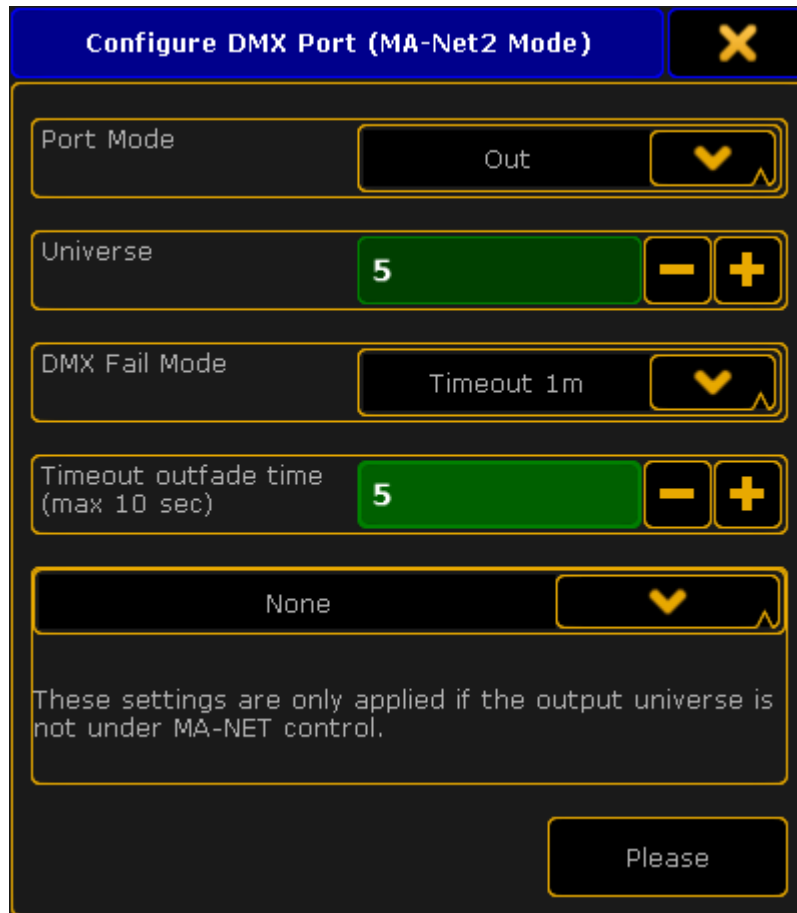 Configure DMX Port (MA-Net2 Mode)
Port Mode
Out
Universe
5
DMX Fail Mode
Timeout 1m
Timeout outfade time
(max 10 sec)
5
None
These settings are only applied if the output universe is
not under MA-NET control.
Please